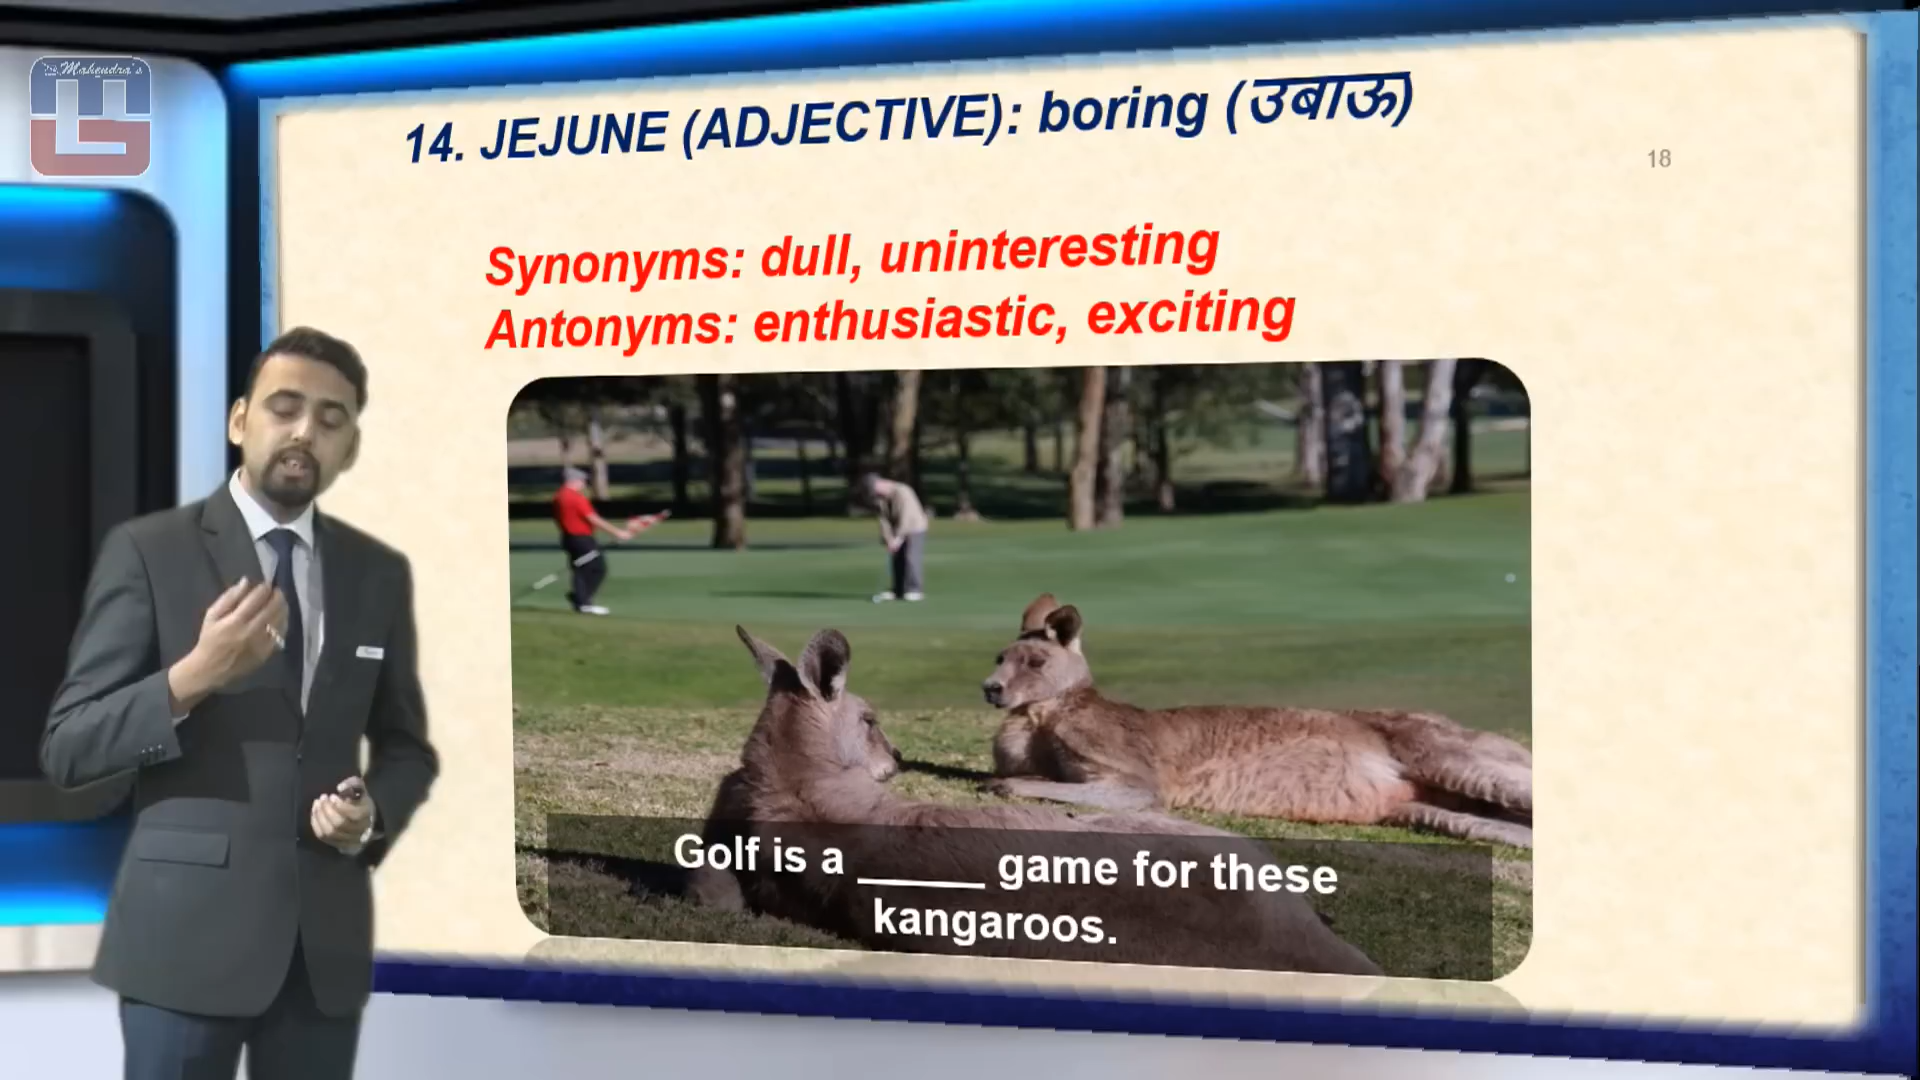 Mahendra's
14. JEJUNE (ADJECTIVE): boring (उबाऊ)
18
Synonyms: dull, uninteresting
Antonyms: enthusiastic, exciting
Golf is a _____ game for these
kangaroos.